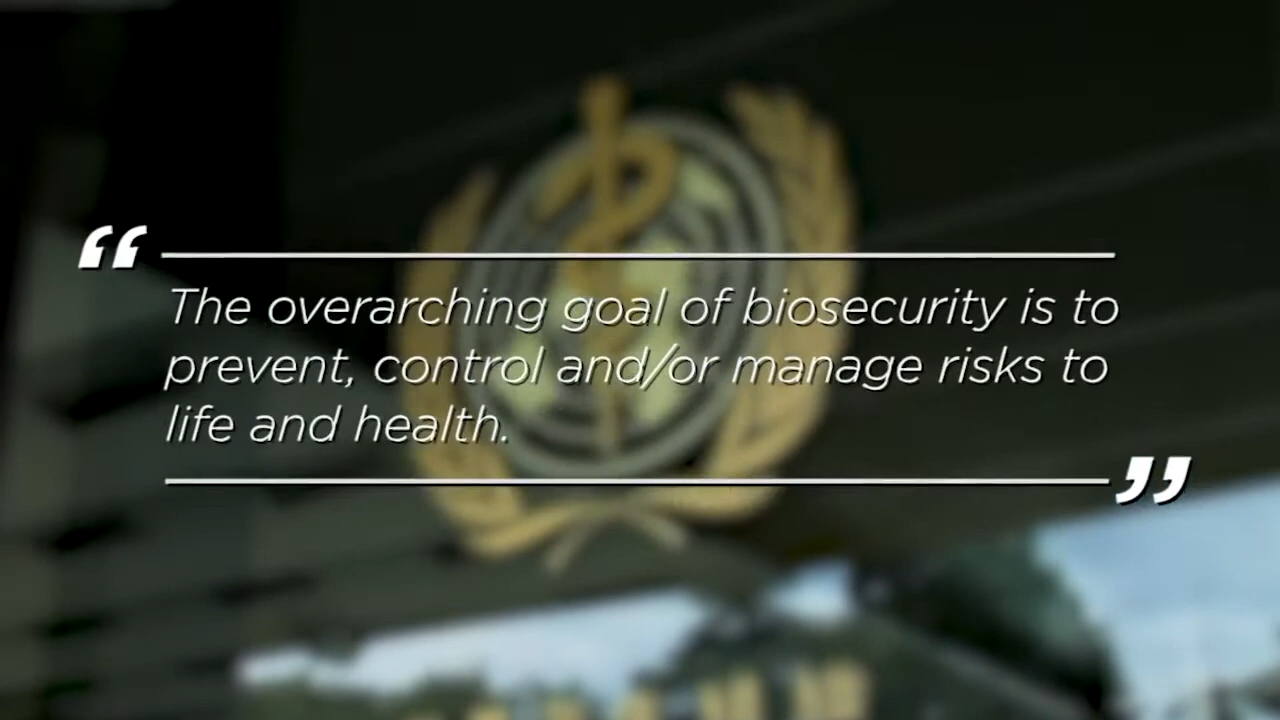 “
The overarching goal of biosecurity is to
prevent, control and/or manage risks to
life and health.
”